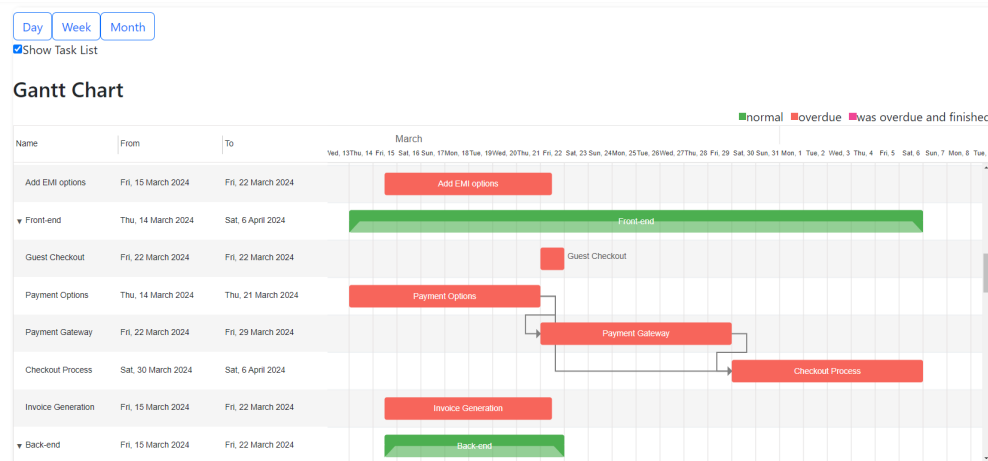 Day Week Month
Show Task List
Gantt Chart
normal overdue was overdue and finished
Name From To March
Wed, 13 Thu, 14 Fri, 15 Sat, 16 Sun, 17 Mon, 18 Tue, 19 Wed, 20 Thu, 21 Fri, 22 Sat, 23 Sun, 24 Mon, 25 Tue, 26 Wed, 27 Thu, 28 Fri, 29 Sat, 30 Sun, 31 Mon, 1 Tue, 2 Wed, 3 Thu, 4 Fri, 5 Sat, 6 Sun, 7 Mon, 8 Tue,
Add EMI options Fri, 15 March 2024 Fri, 22 March 2024 Add EMI options
Front-end Thu, 14 March 2024 Sat, 6 April 2024 Front-end
Guest Checkout Fri, 22 March 2024 Fri, 22 March 2024 Guest Checkout
Payment Options Thu, 14 March 2024 Thu, 21 March 2024 Payment Options
Payment Gateway Fri, 22 March 2024 Fri, 29 March 2024 Payment Gateway
Checkout Process Sat, 30 March 2024 Sat, 6 April 2024 Checkout Process
Invoice Generation Fri, 15 March 2024 Fri, 22 March 2024 Invoice Generation
Back-end Fri, 15 March 2024 Fri, 22 March 2024 Back-end